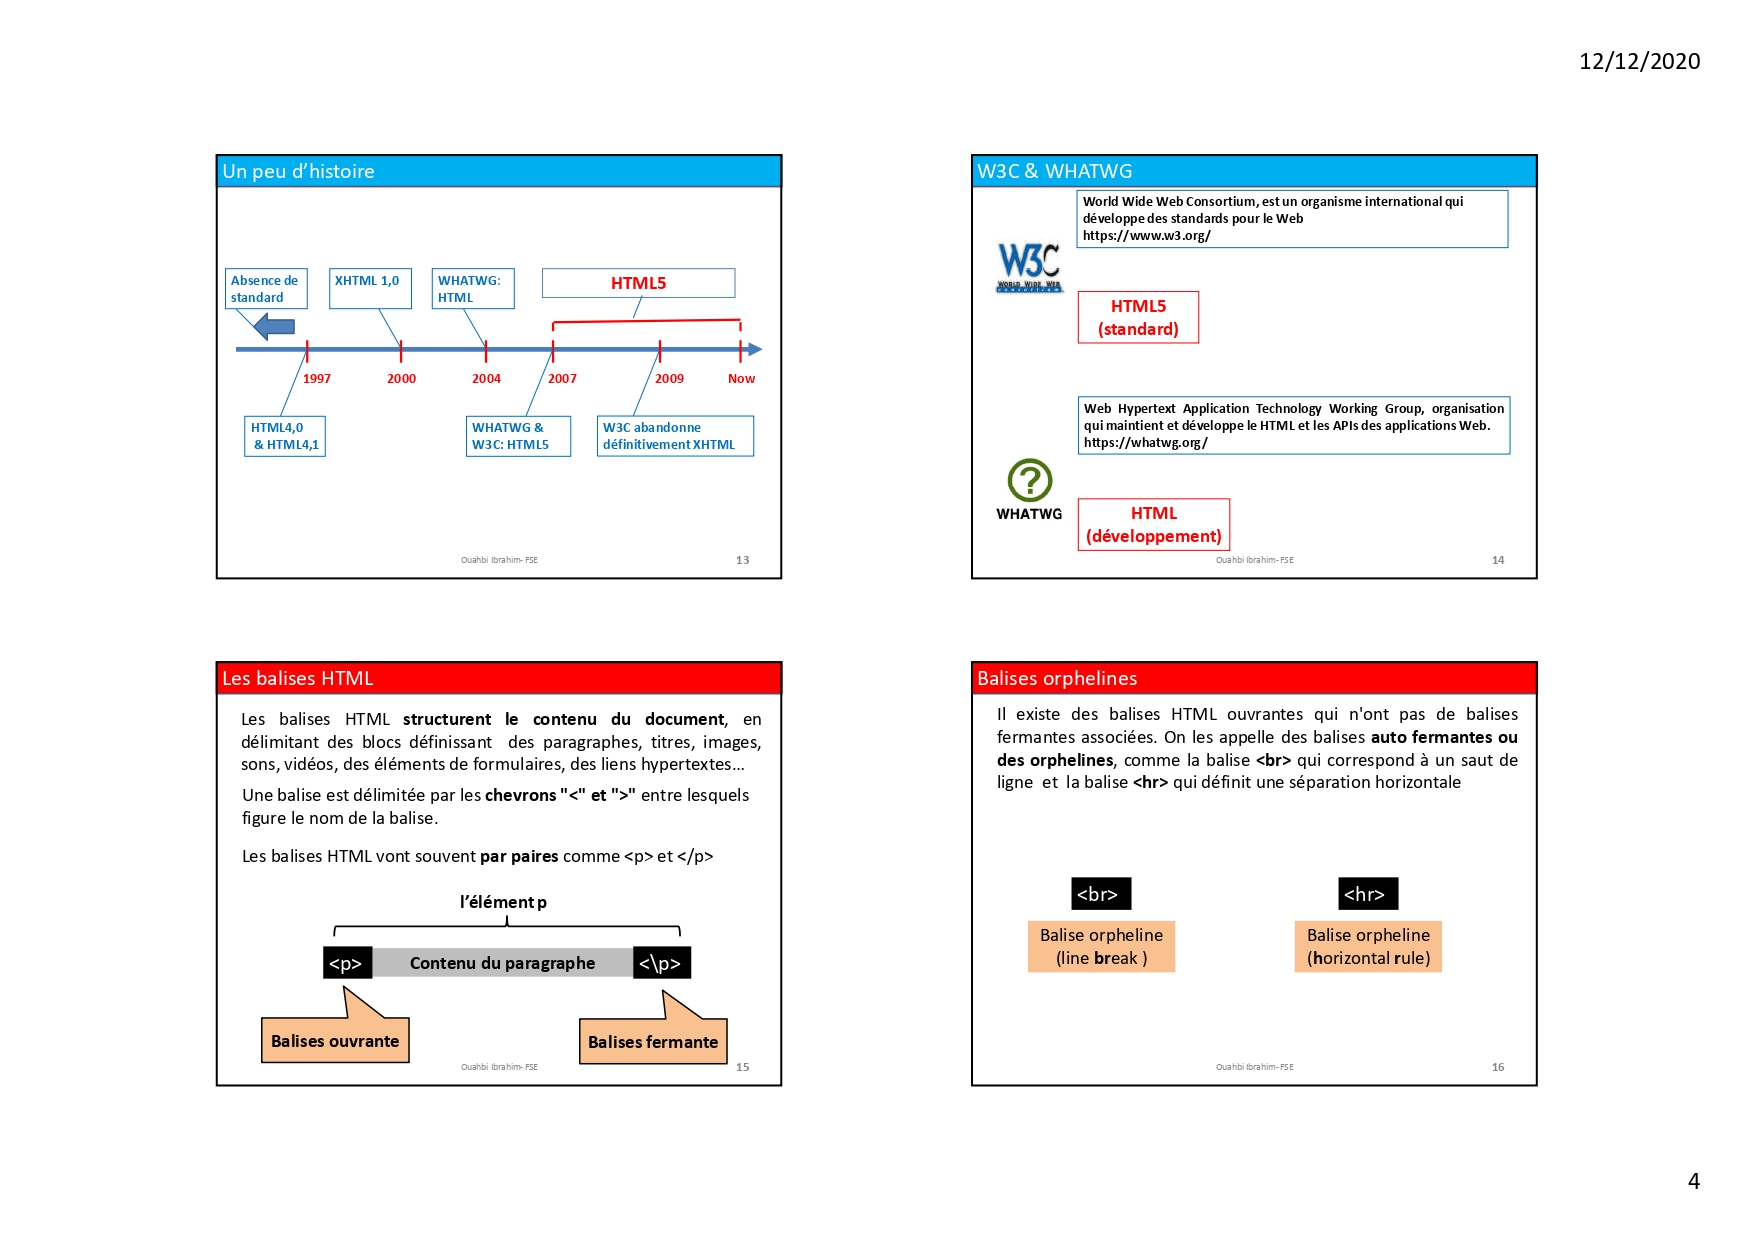 12/12/2020
Un peu d’histoire
Absence de
standard
XHTML 1,0
WHATWG:
HTML
HTML5
1997
2000
2004
2007
2009
Now
HTML4,0
& HTML4,1
WHATWG &
W3C: HTML5
W3C abandonne
définitivement XHTML
Ouahbi Ibrahim- FSE
13
W3C & WHATWG
World Wide Web Consortium, est un organisme international qui
développe des standards pour le Web
https://www.w3.org/
W3C
WORLD WIDE WEB
HTML5
(standard)
Web Hypertext Application Technology Working Group, organisation
qui maintient et développe le HTML et les APIs des applications Web.
https://whatwg.org/
?
WHATWG
HTML
(développement)
Ouahbi Ibrahim- FSE
14
Les balises HTML
Les balises HTML structurent le contenu du document, en
délimitant des blocs définissant des paragraphes, titres, images,
sons, vidéos, des éléments de formulaires, des liens hypertextes…
Une balise est délimitée par les chevrons "<" et ">" entre lesquels
figure le nom de la balise.
Les balises HTML vont souvent par paires comme <p> et </p>
l’élément p
<p> Contenu du paragraphe <\p>
Balises ouvrante
Balises fermante
Ouahbi Ibrahim- FSE
15
Balises orphelines
Il existe des balises HTML ouvrantes qui n'ont pas de balises
fermantes associées. On les appelle des balises auto fermantes ou
des orphelines, comme la balise <br> qui correspond à un saut de
ligne et la balise <hr> qui définit une séparation horizontale
<br>
Balise orpheline
(line break )
<hr>
Balise orpheline
(horizontal rule)
Ouahbi Ibrahim- FSE
16
4